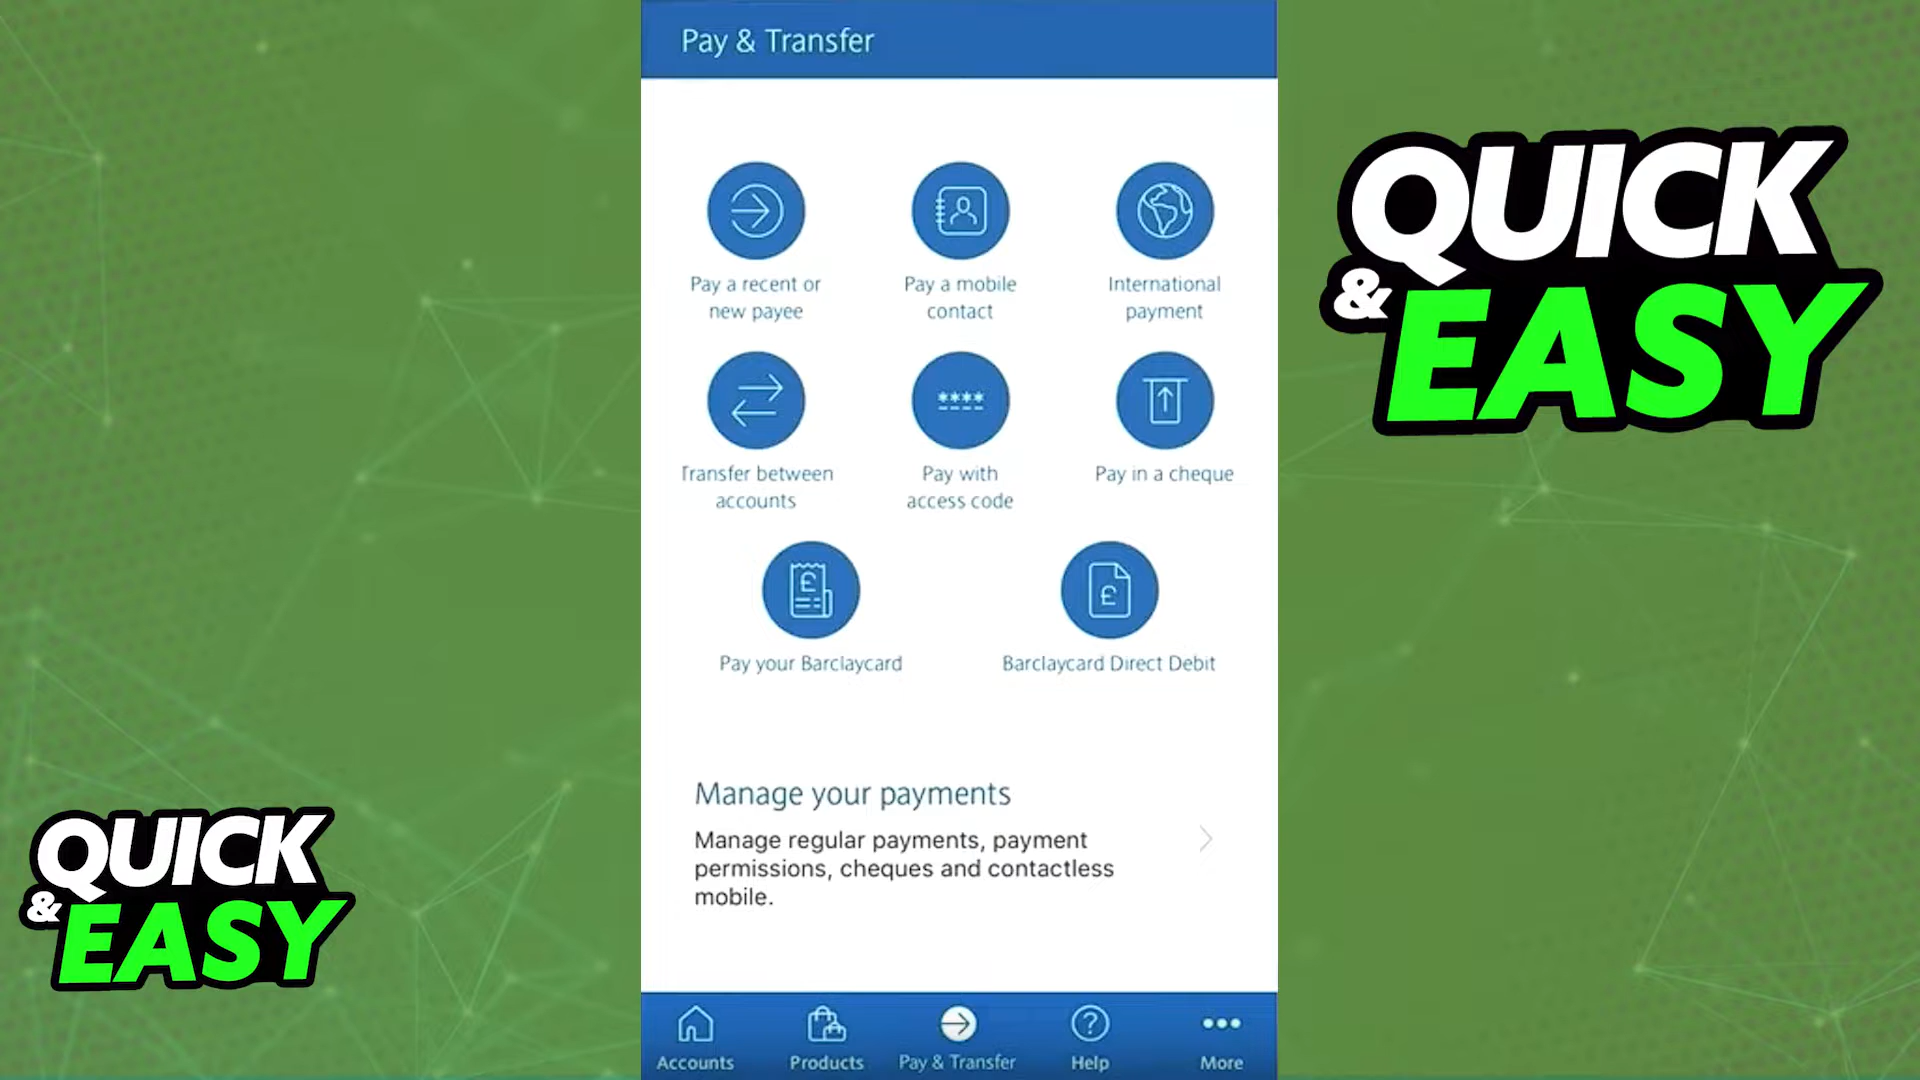 Pay & Transfer
Pay a recent or
new payee
Pay a mobile
contact
International
payment
Transfer between
accounts
****
Pay with
access code
Pay in a cheque
£
Pay your Barclaycard
£
Barclaycard Direct Debit
Manage your payments
Manage regular payments, payment
permissions, cheques and contactless
mobile.
Accounts
Products
Pay & Transfer
?
Help
More
QUICK
& EASY
QUICK
& EASY